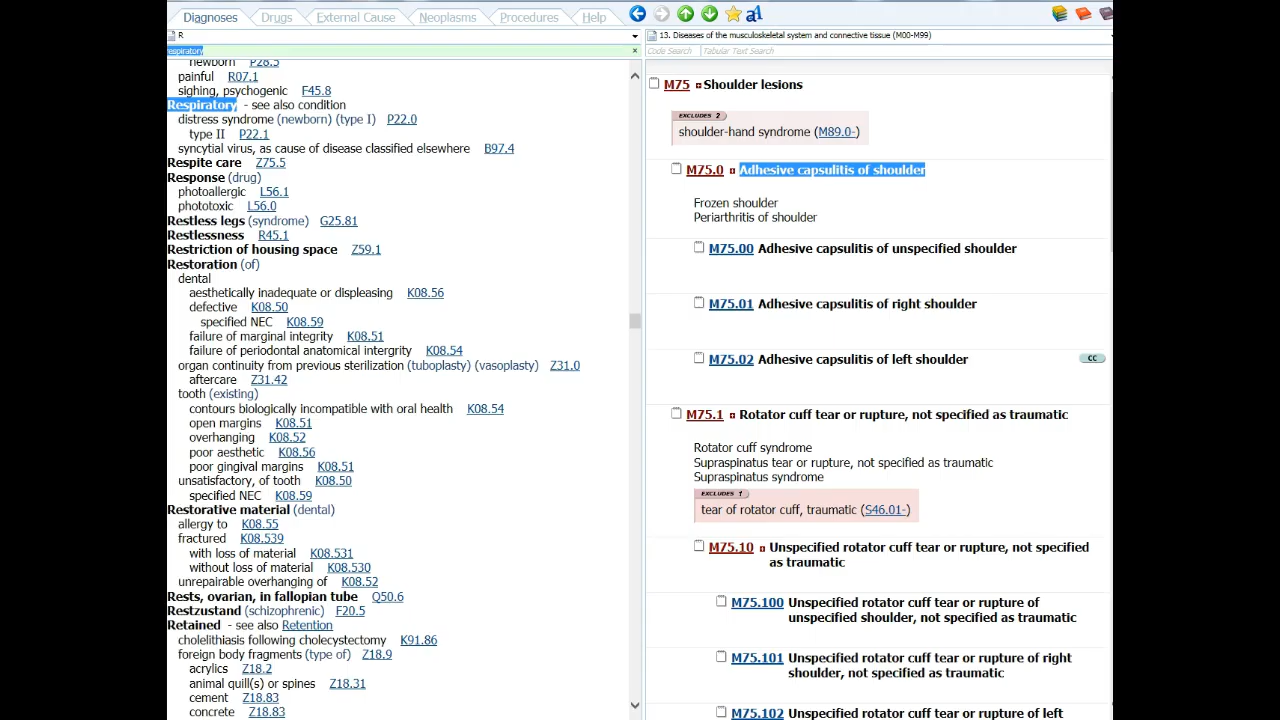 Diagnoses Drugs External Cause Neoplasms Procedures Help
R
respiratory
newborn P28.5
painful R07.1
sighing, psychogenic F45.8
Respiratory - see also condition
distress syndrome (newborn) (type I) P22.0
type II P22.1
syncytial virus, as cause of disease classified elsewhere B97.4
Respite care Z75.5
Response (drug)
photoallergic L56.1
phototoxic L56.0
Restless legs (syndrome) G25.81
Restlessness R45.1
Restriction of housing space Z59.1
Restoration (of)
dental
aesthetically inadequate or displeasing K08.56
defective K08.50
specified NEC K08.59
failure of marginal integrity K08.51
failure of periodontal anatomical intergrity K08.54
organ continuity from previous sterilization (tuboplasty) (vasoplasty) Z31.0
aftercare Z31.42
tooth (existing)
contours biologically incompatible with oral health K08.54
open margins K08.51
overhanging K08.52
poor aesthetic K08.56
poor gingival margins K08.51
unsatisfactory, of tooth K08.50
specified NEC K08.59
Restorative material (dental)
allergy to K08.55
fractured K08.539
with loss of material K08.531
without loss of material K08.530
unrepairable overhanging of K08.52
Rests, ovarian, in fallopian tube Q50.6
Restzustand (schizophrenic) F20.5
Retained - see also Retention
cholelithiasis following cholecystectomy K91.86
foreign body fragments (type of) Z18.9
acrylics Z18.2
animal quill(s) or spines Z18.31
cement Z18.83
concrete Z18.83
13. Diseases of the musculoskeletal system and connective tissue (M00-M99)
Code Search Tabular Text Search
M75 Shoulder lesions
EXCLUDES 2
shoulder-hand syndrome (M89.0-)
M75.0 Adhesive capsulitis of shoulder
Frozen shoulder
Periarthritis of shoulder
M75.00 Adhesive capsulitis of unspecified shoulder
M75.01 Adhesive capsulitis of right shoulder
M75.02 Adhesive capsulitis of left shoulder CC
M75.1 Rotator cuff tear or rupture, not specified as traumatic
Rotator cuff syndrome
Supraspinatus tear or rupture, not specified as traumatic
Supraspinatus syndrome
EXCLUDES 1
tear of rotator cuff, traumatic (S46.01-)
M75.10 Unspecified rotator cuff tear or rupture, not specified
as traumatic
M75.100 Unspecified rotator cuff tear or rupture of
unspecified shoulder, not specified as traumatic
M75.101 Unspecified rotator cuff tear or rupture of right
shoulder, not specified as traumatic
M75.102 Unspecified rotator cuff tear or rupture of left